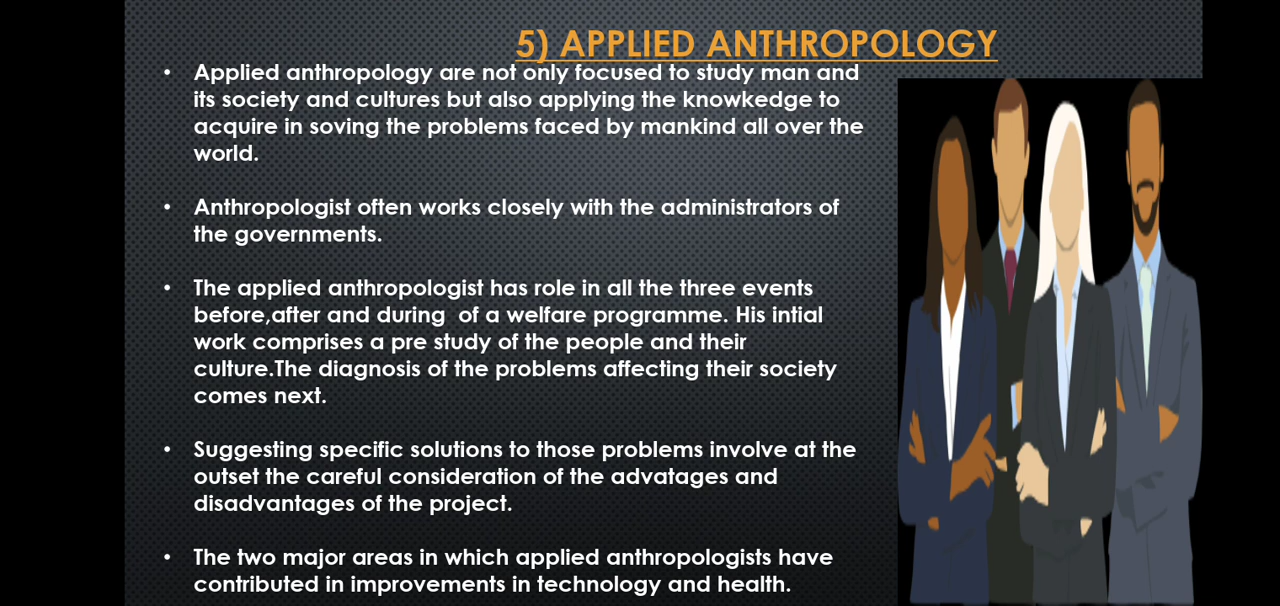 5) APPLIED ANTHROPOLOGY
• Applied anthropology are not only focused to study man and
its society and cultures but also applying the knowkedge to
acquire in soving the problems faced by mankind all over the
world.
• Anthropologist often works closely with the administrators of
the governments.
• The applied anthropologist has role in all the three events
before,after and during  of a welfare programme. His intial
work comprises a pre study of the people and their
culture.The diagnosis of the problems affecting their society
comes next.
• Suggesting specific solutions to those problems involve at the
outset the careful consideration of the advatages and
disadvantages of the project.
• The two major areas in which applied anthropologists have
contributed in improvements in technology and health.